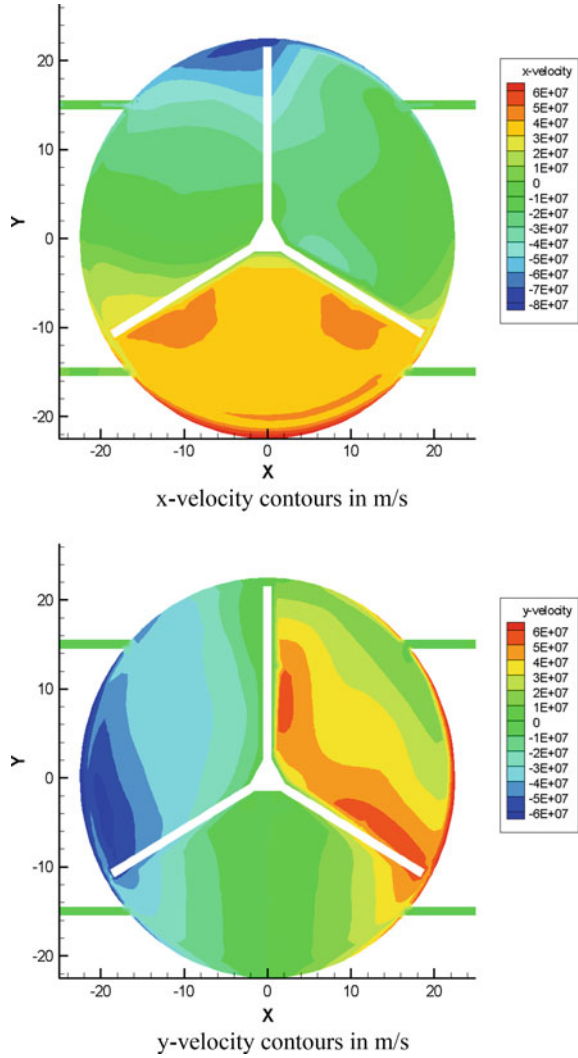 20
10
0
-10
-20
Y
-20 -10 0 10 20
X
x-velocity
6E+07
5E+07
4E+07
3E+07
2E+07
1E+07
0
-1E+07
-2E+07
-3E+07
-4E+07
-5E+07
-6E+07
-7E+07
-8E+07
x-velocity contours in m/s
20
10
0
-10
-20
Y
-20 -10 0 10 20
X
y-velocity
6E+07
5E+07
4E+07
3E+07
2E+07
1E+07
0
-1E+07
-2E+07
-3E+07
-4E+07
-5E+07
-6E+07
y-velocity contours in m/s